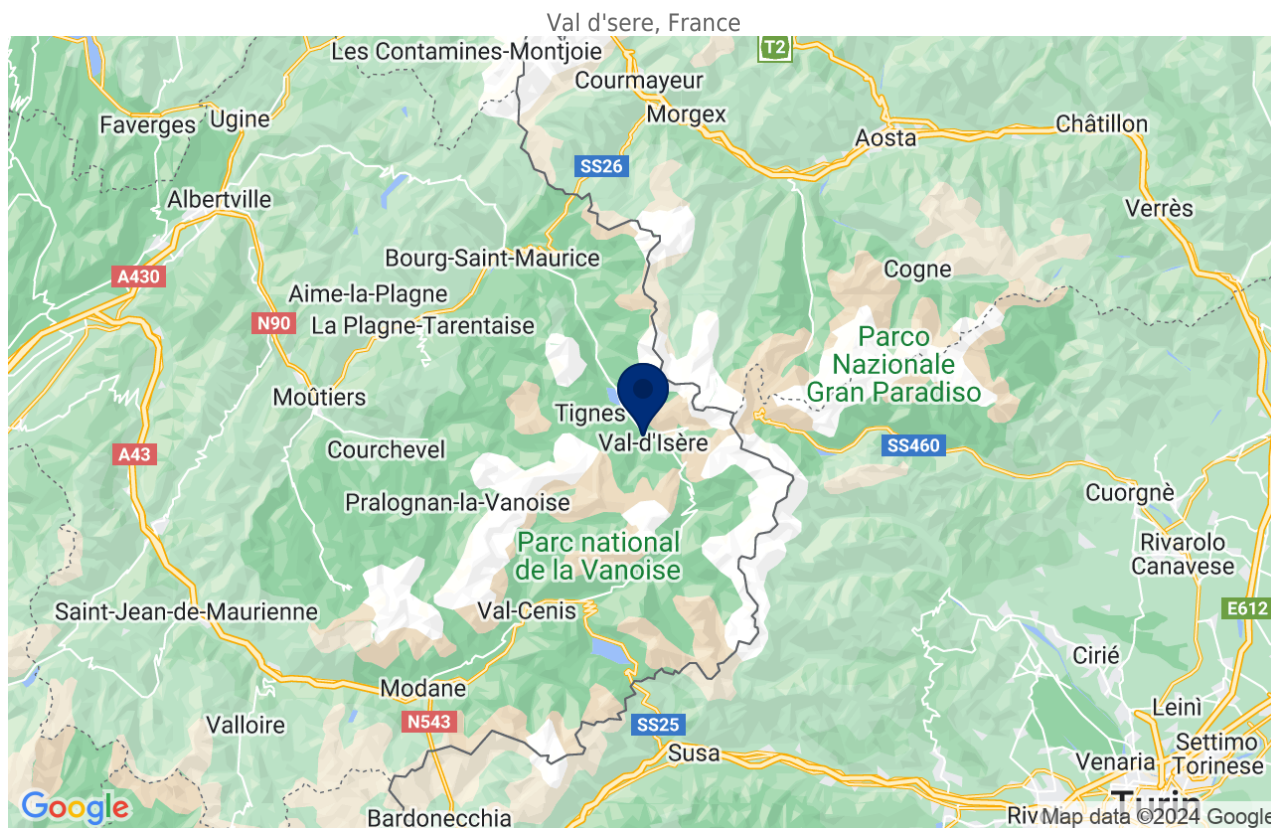 Val d'sere, France
Les Contamines-Montjoie
T2
Courmayeur
Morgex
Faverges
Ugine
Aosta
Châtillon
SS26
Albertville
Verrès
Bourg-Saint-Maurice
Cogne
A430
Aime-la-Plagne
N90
La Plagne-Tarentaise
Parco
Nazionale
Gran Paradiso
Moûtiers
Tignes
Val-d'Isère
Courchevel
A43
SS460
Pralognan-la-Vanoise
Cuorgnè
Parc national
de la Vanoise
Rivarolo
Canavese
Saint-Jean-de-Maurienne
Val-Cenis
E612
Cirié
Modane
Leinì
Valloire
N543
SS25
Susa
Settimo
Torinese
Venaria
Google
Turin
Bardonecchia
Riv
Map data ©2024 Google